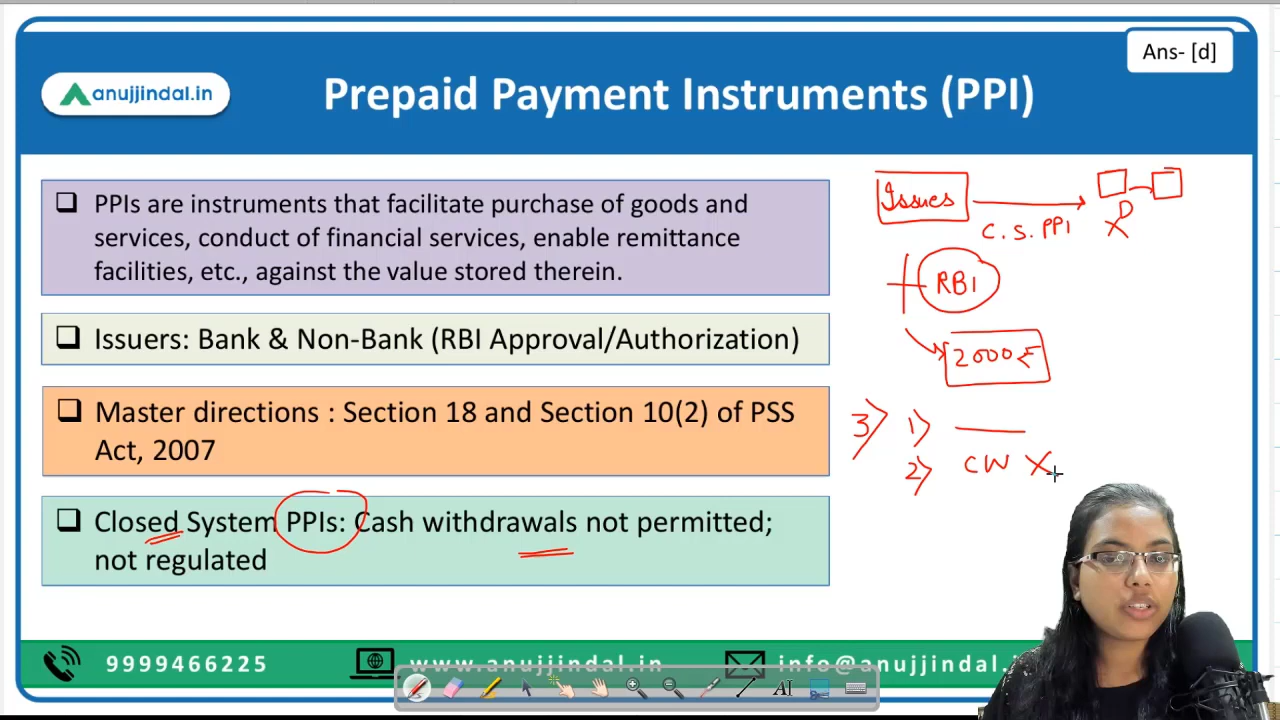 Ans- [d]
anujjindal.in
Prepaid Payment Instruments (PPI)
PPIs are instruments that facilitate purchase of goods and
services, conduct of financial services, enable remittance
facilities, etc., against the value stored therein.
Issuers: Bank & Non-Bank (RBI Approval/Authorization)
Master directions : Section 18 and Section 10(2) of PSS
Act, 2007
Closed System PPIs: Cash withdrawals not permitted;
not regulated
Issues
C.S. PPI
D
X
RBI
2000₹
3) 1)
2) CW X
9999466225
www.anujjindal.in
info@anujjindal.i
AI